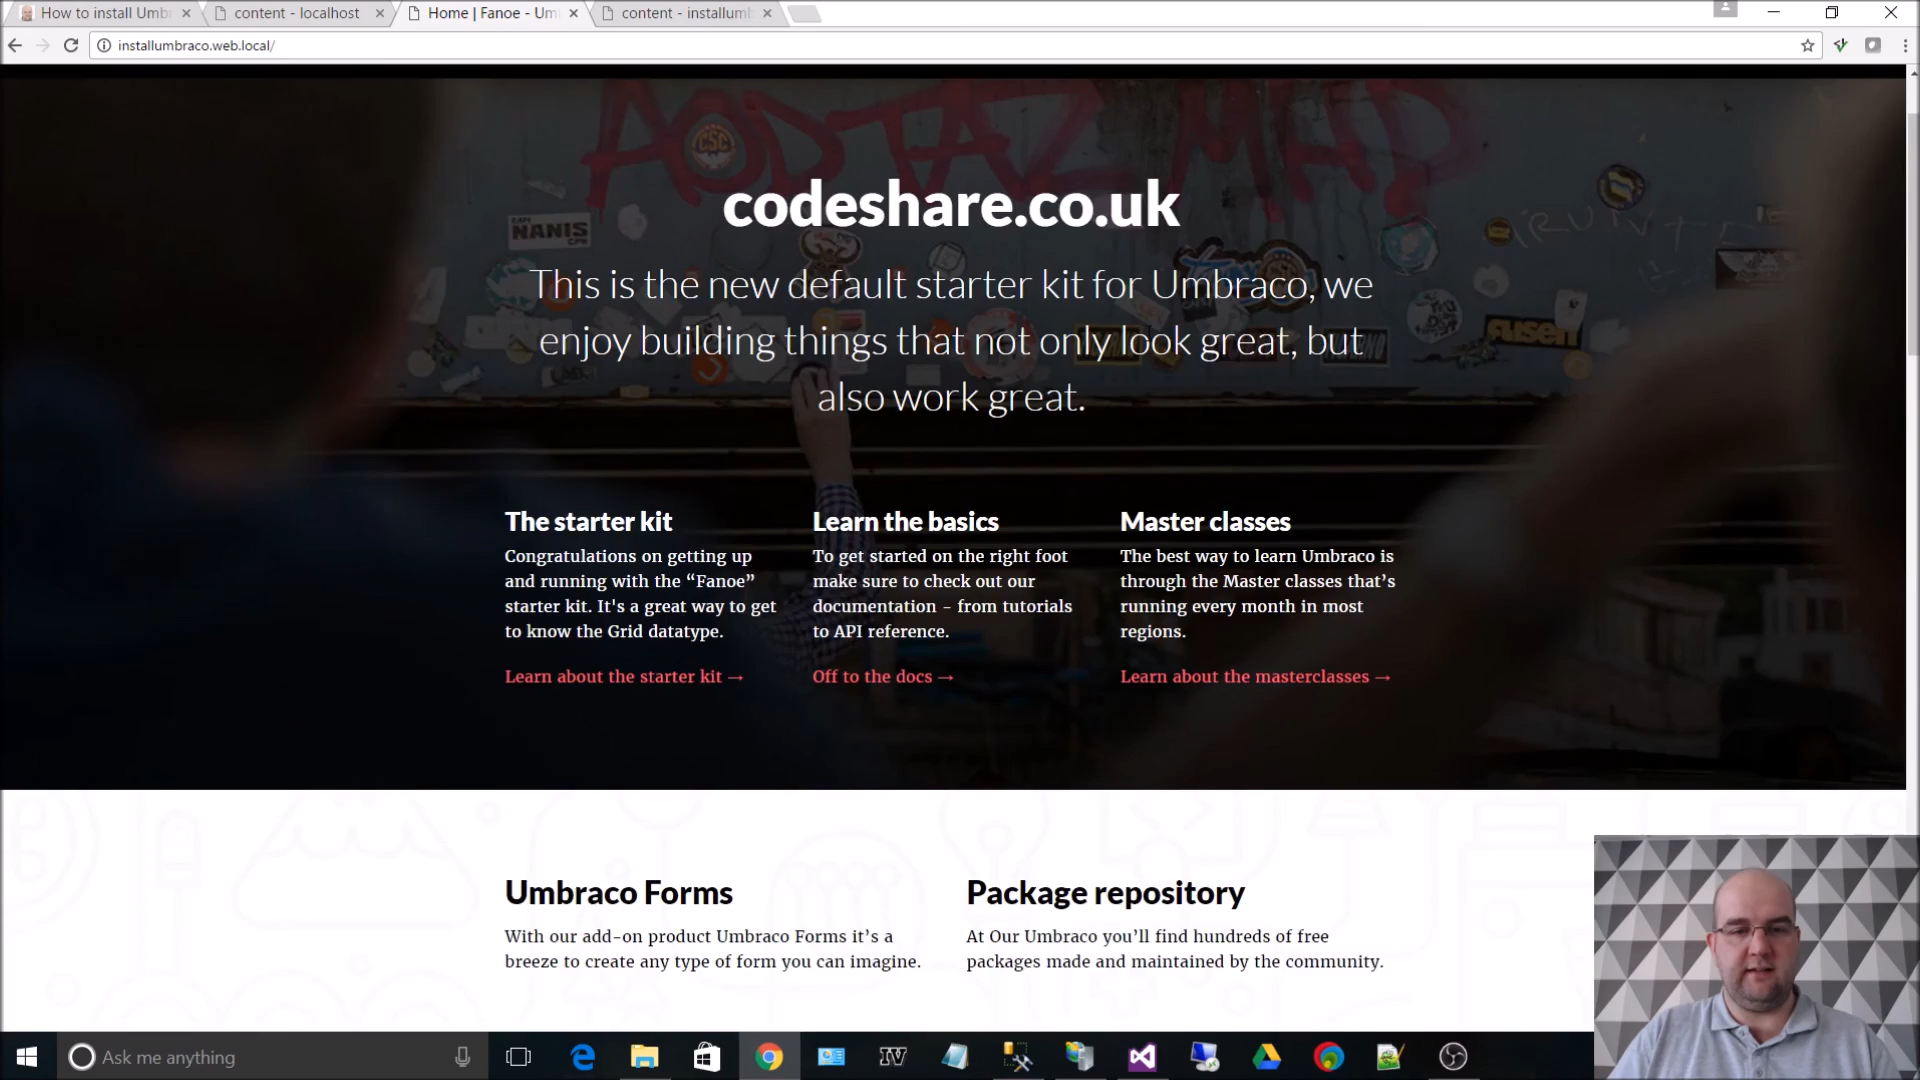 How to install Umbr
content - localhost
Home | Fanoe - Um
content - installumb
installumbraco.web.local/
AODTAZ MAP
CSC
NANIS
fusen
codeshare.co.uk
This is the new default starter kit for Umbraco, we
enjoy building things that not only look great, but
also work great.
The starter kit
Congratulations on getting up
and running with the “Fanoe”
starter kit. It's a great way to get
to know the Grid datatype.
Learn about the starter kit →
Learn the basics
To get started on the right foot
make sure to check out our
documentation - from tutorials
to API reference.
Off to the docs →
Master classes
The best way to learn Umbraco is
through the Master classes that’s
running every month in most
regions.
Learn about the masterclasses →
Umbraco Forms
With our add-on product Umbraco Forms it’s a
breeze to create any type of form you can imagine.
Package repository
At Our Umbraco you’ll find hundreds of free
packages made and maintained by the community.
Ask me anything